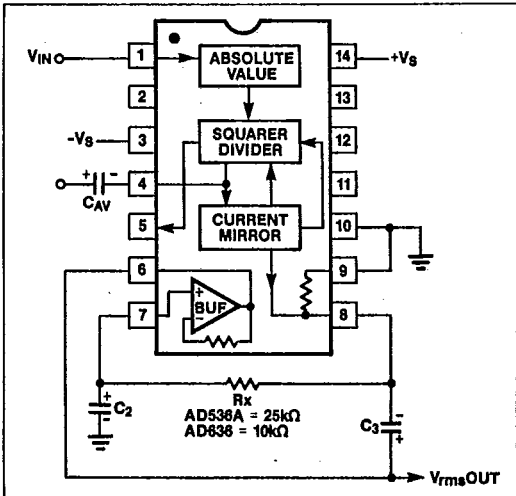 VIN
1
ABSOLUTE
VALUE
14
+VS
2
13
-VS
3
SQUARER
DIVIDER
12
+ -
CAV
4
11
5
CURRENT
MIRROR
10
6
9
7
+
-
BUF
8
+
-
C2
Rx
AD536A = 25kΩ
AD636 = 10kΩ
C3
-
+
VrmsOUT